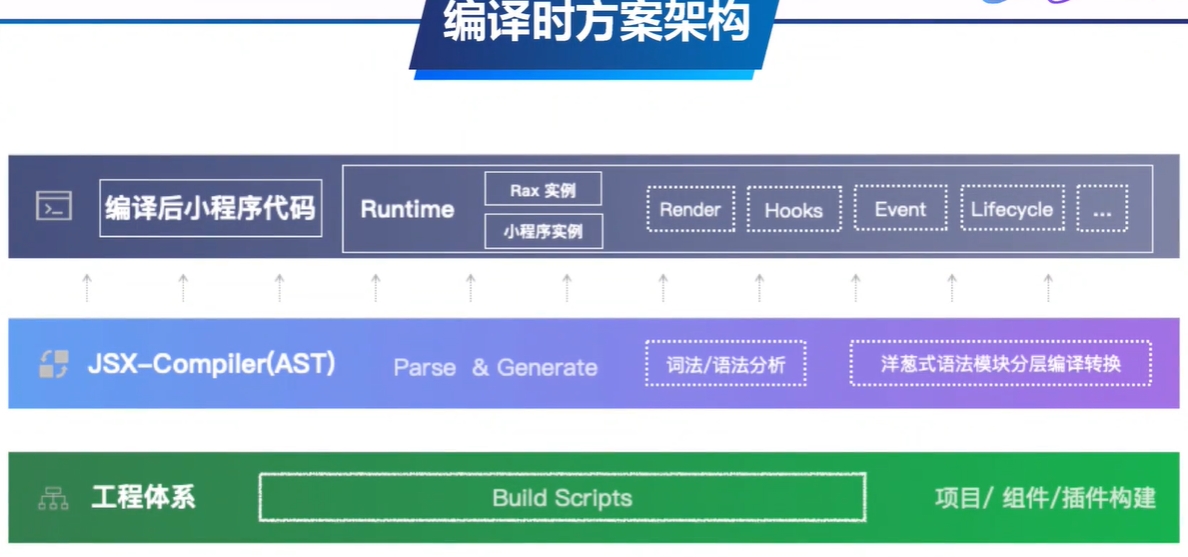 编译时方案架构
编译后小程序代码
Runtime
Rax 实例
小程序实例
Render
Hooks
Event
Lifecycle
...
JSX-Compiler(AST)
Parse & Generate
词法/语法分析
洋葱式语法模块分层编译转换
工程体系
Build Scripts
项目/ 组件/插件构建